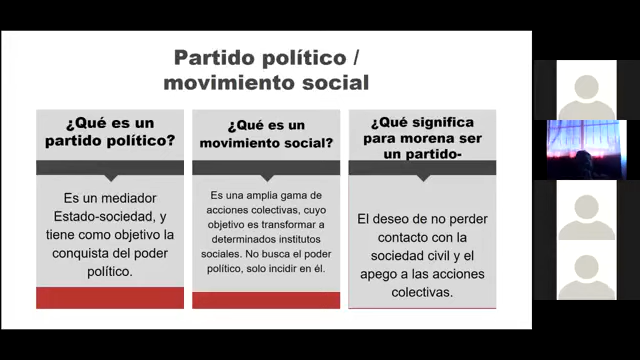 Partido político /
movimiento social
¿Qué es un
partido político?
Es un mediador
Estado-sociedad, y
tiene como objetivo la
conquista del poder
político.
¿Qué es un
movimiento social?
Es una amplia gama de
acciones colectivas, cuyo
objetivo es transformar a
determinados institutos
sociales. No busca el poder
político, solo incidir en él.
¿Qué significa
para morena ser
un partido-
El deseo de no perder
contacto con la
sociedad civil y el
apego a las acciones
colectivas.